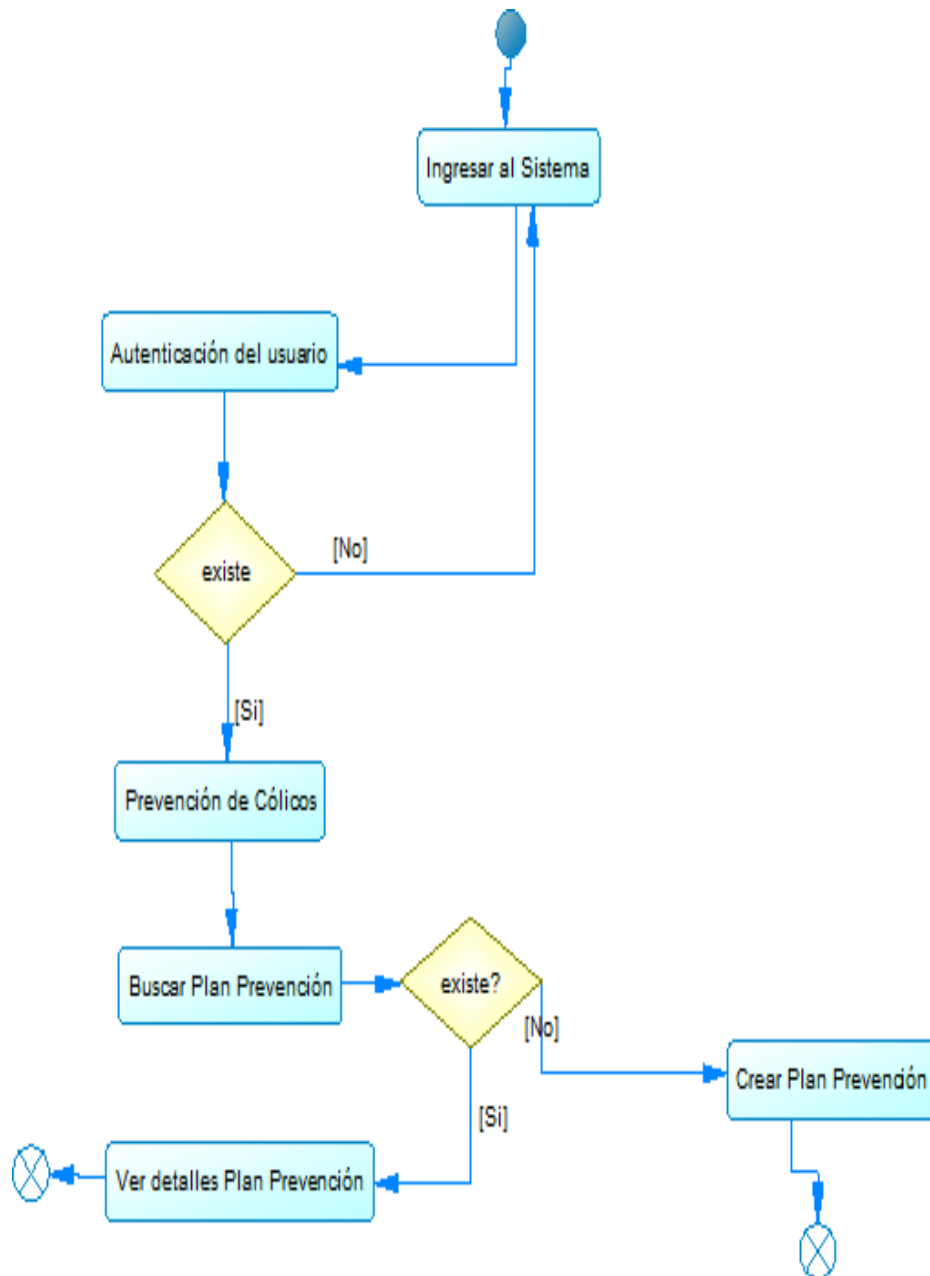 Ingresar al Sistema
Autenticación del usuario
existe
[No]
[Si]
Prevención de Cólicos
Buscar Plan Prevención
existe?
[No]
Crear Plan Prevención
[Si]
Ver detalles Plan Prevención